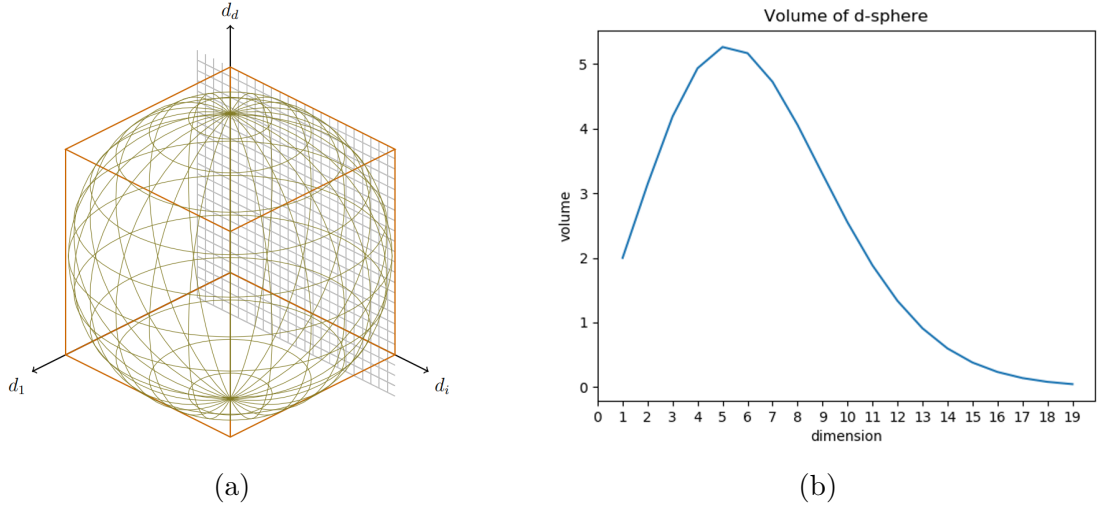 d_d
d_1
d_i
(a)
Volume of d-sphere
volume
5
4
3
2
1
0
0 1 2 3 4 5 6 7 8 9 10 11 12 13 14 15 16 17 18 19
dimension
(b)